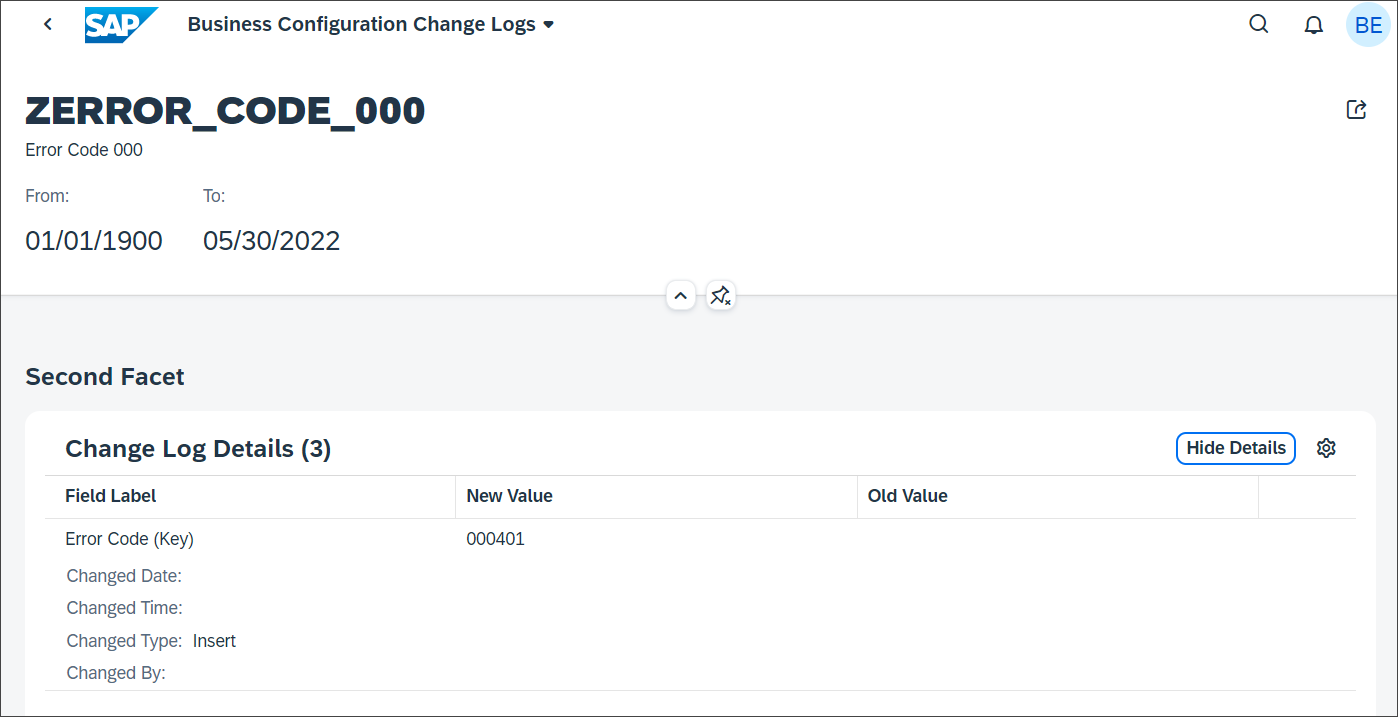 SAP Business Configuration Change Logs BE
ZERROR_CODE_000
Error Code 000
From: To:
01/01/1900 05/30/2022
Second Facet
Change Log Details (3) Hide Details
Field Label New Value Old Value
Error Code (Key) 000401
Changed Date:
Changed Time:
Changed Type: Insert
Changed By: